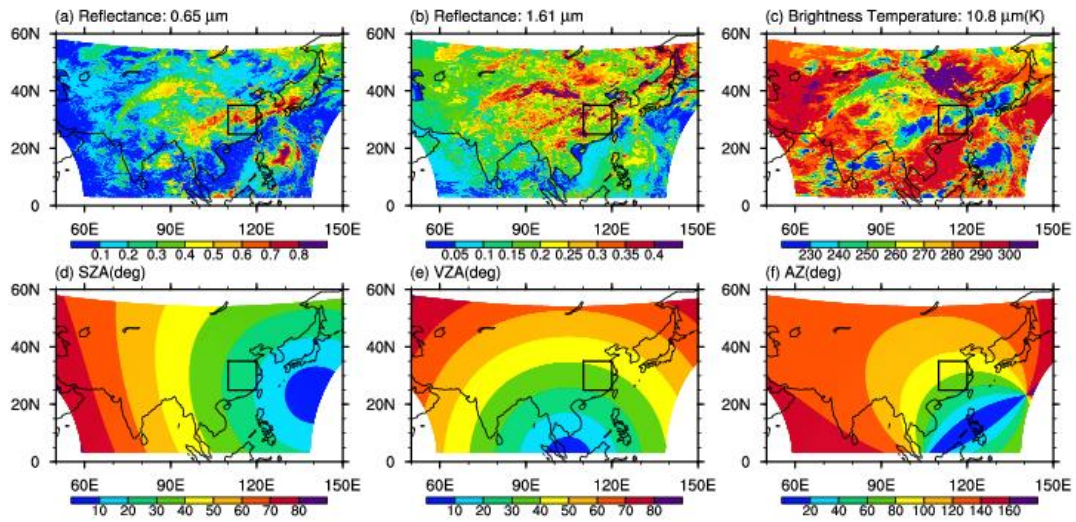 (a) Reflectance: 0.65 μm
(b) Reflectance: 1.61 μm
(c) Brightness Temperature: 10.8 μm(K)
60N
60N
60N
40N
40N
40N
20N
20N
20N
0
0
0
60E 90E 120E 150E
60E 90E 120E 150E
60E 90E 120E 150E
0.1 0.2 0.3 0.4 0.5 0.6 0.7 0.8
0.05 0.1 0.15 0.2 0.25 0.3 0.35 0.4
230 240 250 260 270 280 290 300
(d) SZA(deg)
(e) VZA(deg)
(f) AZ(deg)
60N
60N
60N
40N
40N
40N
20N
20N
20N
0
0
0
60E 90E 120E 150E
60E 90E 120E 150E
60E 90E 120E 150E
10 20 30 40 50 60 70 80
10 20 30 40 50 60 70 80
20 40 60 80 100 120 140 160